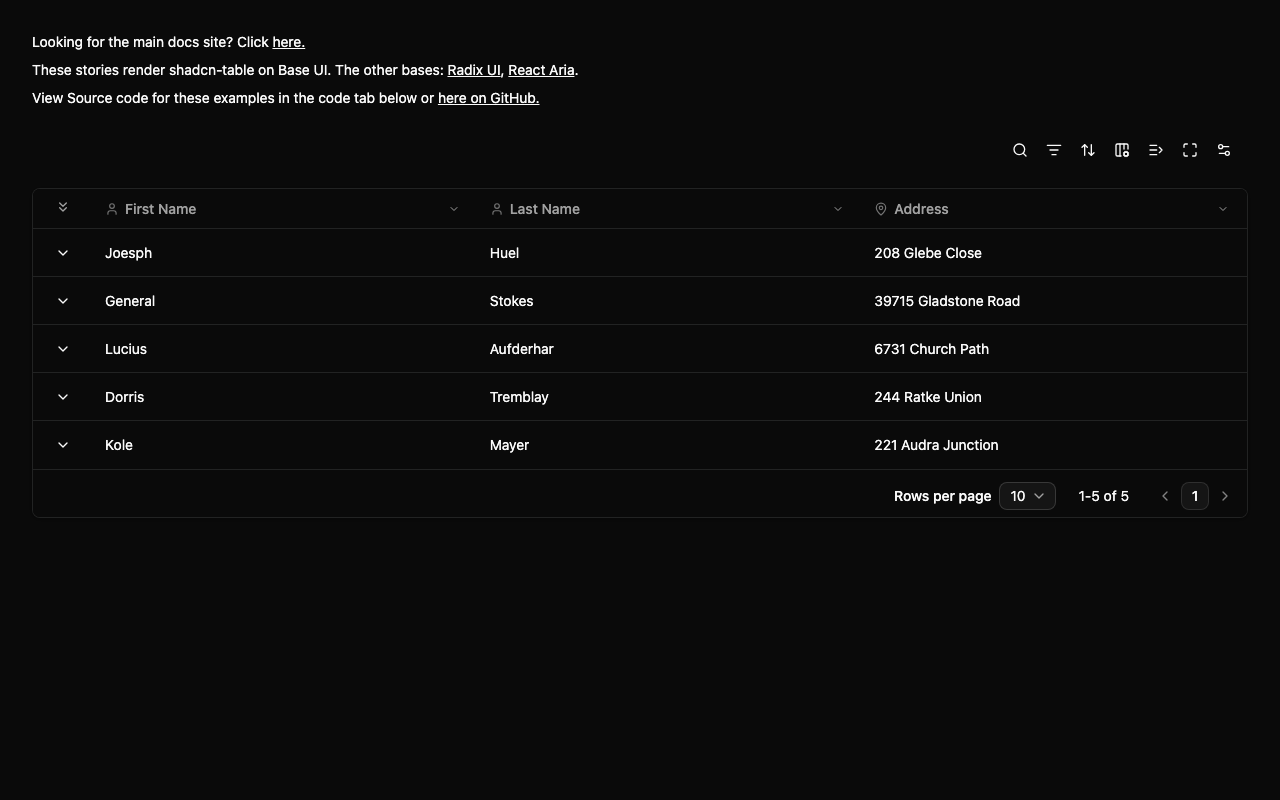 Looking for the main docs site? Click here.
These stories render shadcn-table on Base UI. The other bases: Radix UI, React Aria.
View Source code for these examples in the code tab below or here on GitHub.
First Name Last Name Address
Joesph Huel 208 Glebe Close
General Stokes 39715 Gladstone Road
Lucius Aufderhar 6731 Church Path
Dorris Tremblay 244 Ratke Union
Kole Mayer 221 Audra Junction
Rows per page 10 1-5 of 5 1